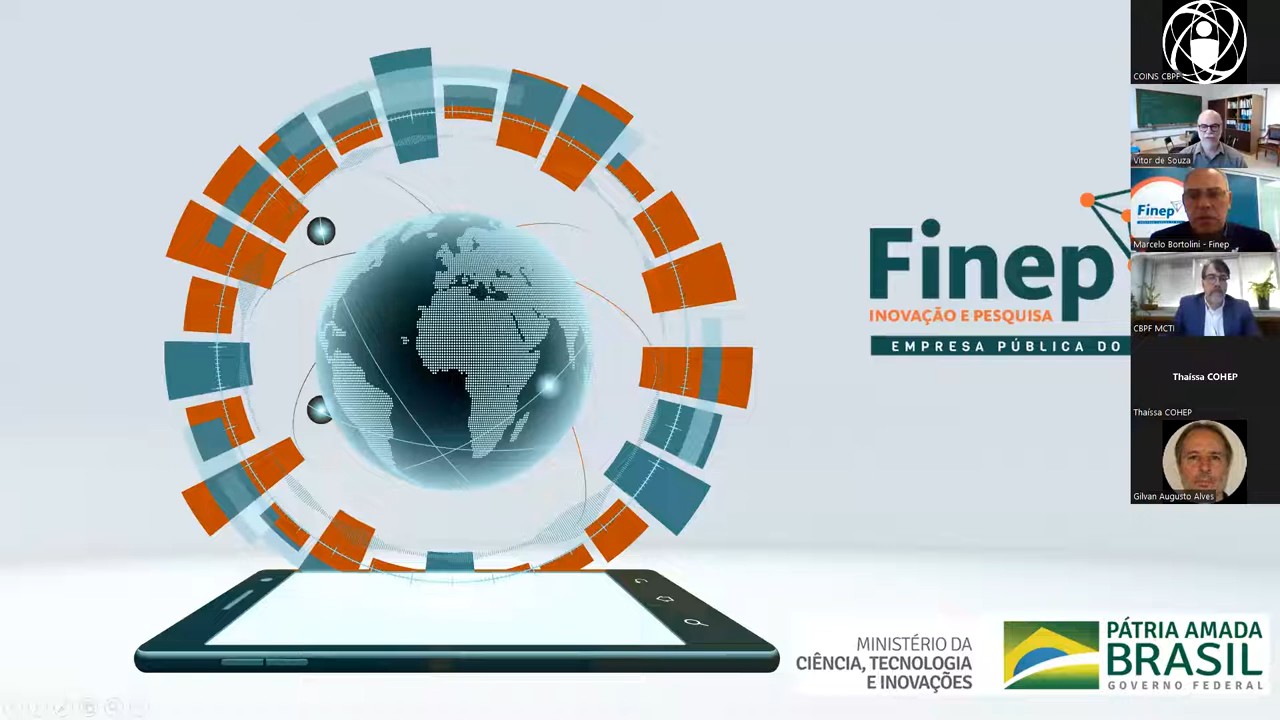 Finep
INOVAÇÃO E PESQUISA
EMPRESA PÚBLICA DO
MINISTÉRIO DA
CIÊNCIA, TECNOLOGIA
E INOVAÇÕES
PÁTRIA AMADA
BRASIL
GOVERNO FEDERAL
COINS CBPF
Vitor de Souza
Finep
Marcelo Bortolini - Finep
CBPF MCTI
Thaíssa COHEP
Thaíssa COHEP
Gilvan Augusto Alves